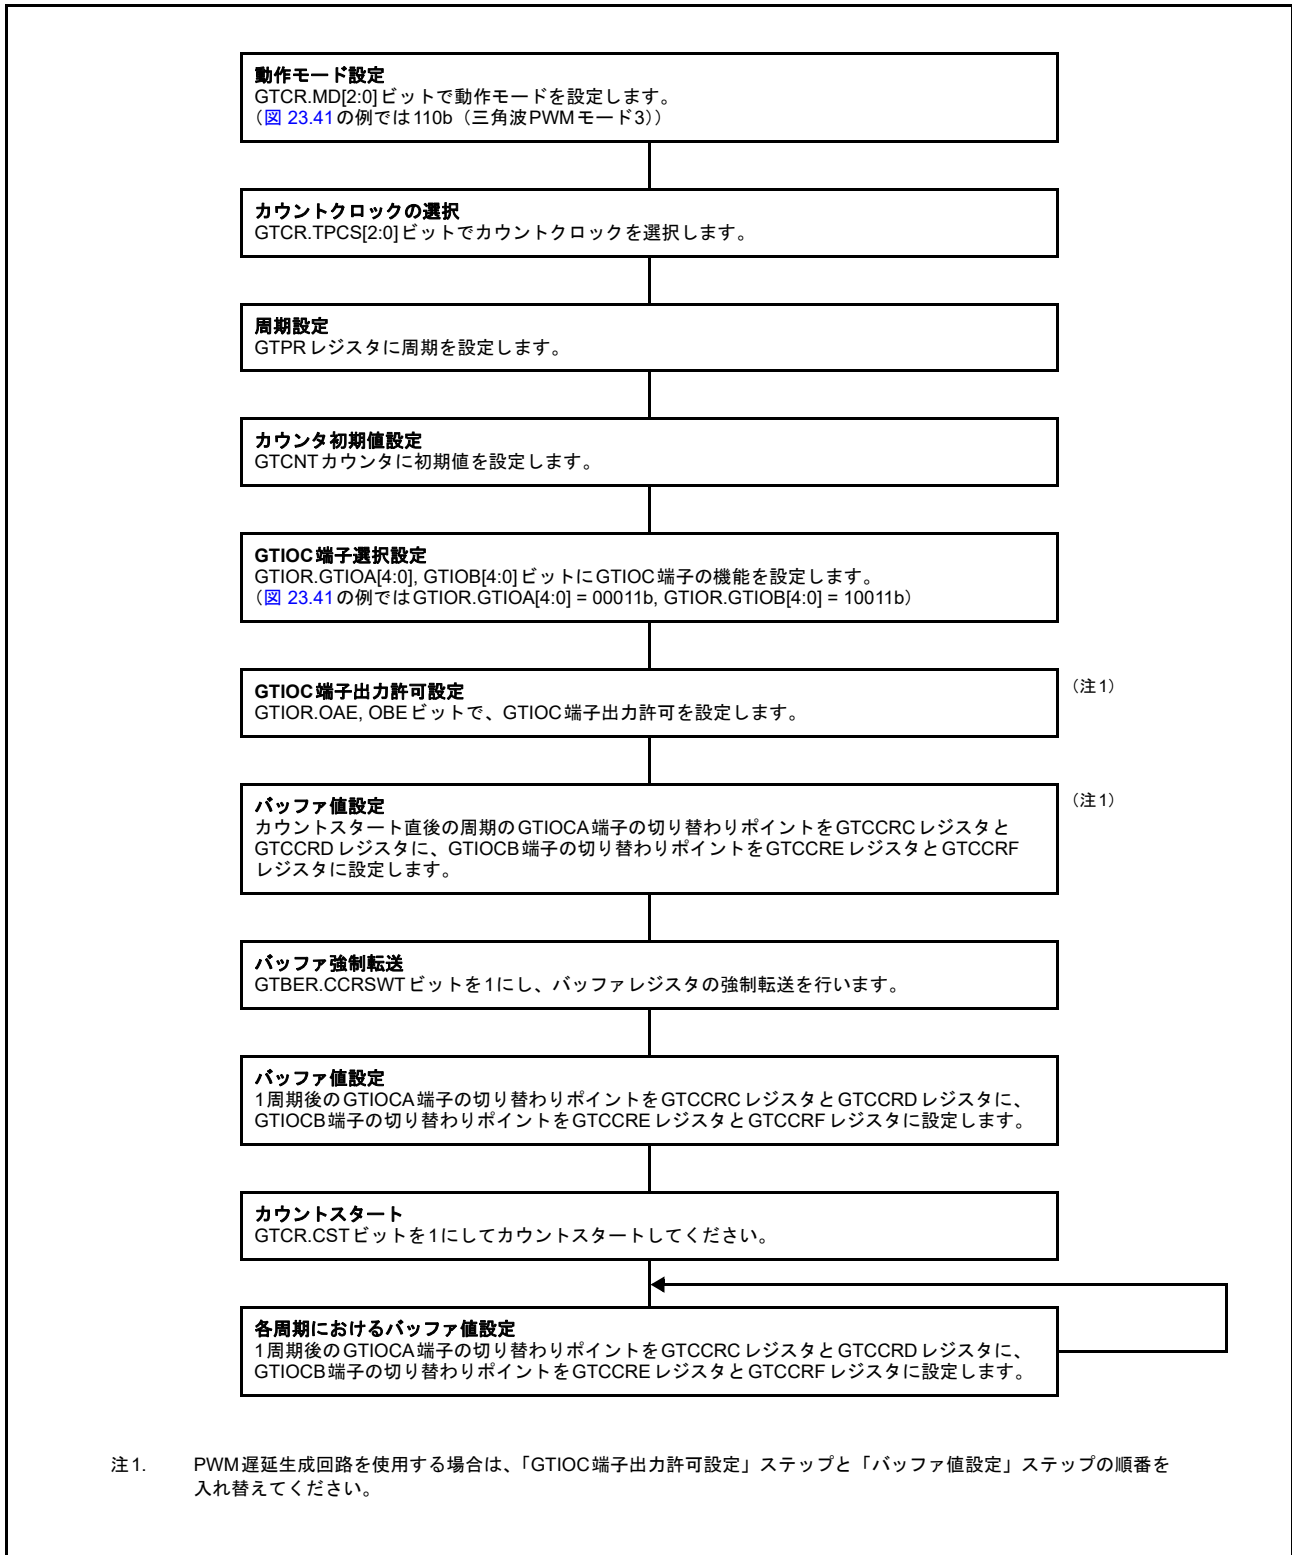 動作モード設定
GTCR.MD[2:0]ビットで動作モードを設定します。
（図 23.41の例では110b（三角波PWMモード3））
カウントクロックの選択
GTCR.TPCS[2:0]ビットでカウントクロックを選択します。
周期設定
GTPRレジスタに周期を設定します。
カウンタ初期値設定
GTCNTカウンタに初期値を設定します。
GTIOC端子選択設定
GTIOR.GTIOA[4:0], GTIOB[4:0]ビットにGTIOC端子の機能を設定します。
（図 23.41の例ではGTIOR.GTIOA[4:0] = 00011b, GTIOR.GTIOB[4:0] = 10011b）
GTIOC端子出力許可設定
GTIOR.OAE, OBEビットで、GTIOC端子出力許可を設定します。
（注1）
バッファ値設定
カウントスタート直後の周期のGTIOCA端子の切り替わりポイントをGTCCRCレジスタと
GTCCRDレジスタに、GTIOCB端子の切り替わりポイントをGTCCREレジスタとGTCCRF
レジスタに設定します。
（注1）
バッファ強制転送
GTBER.CCRSWTビットを1にし、バッファレジスタの強制転送を行います。
バッファ値設定
1周期後のGTIOCA端子の切り替わりポイントをGTCCRCレジスタとGTCCRDレジスタに、
GTIOCB端子の切り替わりポイントをGTCCREレジスタとGTCCRFレジスタに設定します。
カウントスタート
GTCR.CSTビットを1にしてカウントスタートしてください。
各周期におけるバッファ値設定
1周期後のGTIOCA端子の切り替わりポイントをGTCCRCレジスタとGTCCRDレジスタに、
GTIOCB端子の切り替わりポイントをGTCCREレジスタとGTCCRFレジスタに設定します。
注1. PWM遅延生成回路を使用する場合は、「GTIOC端子出力許可設定」ステップと「バッファ値設定」ステップの順番を
入れ替えてください。